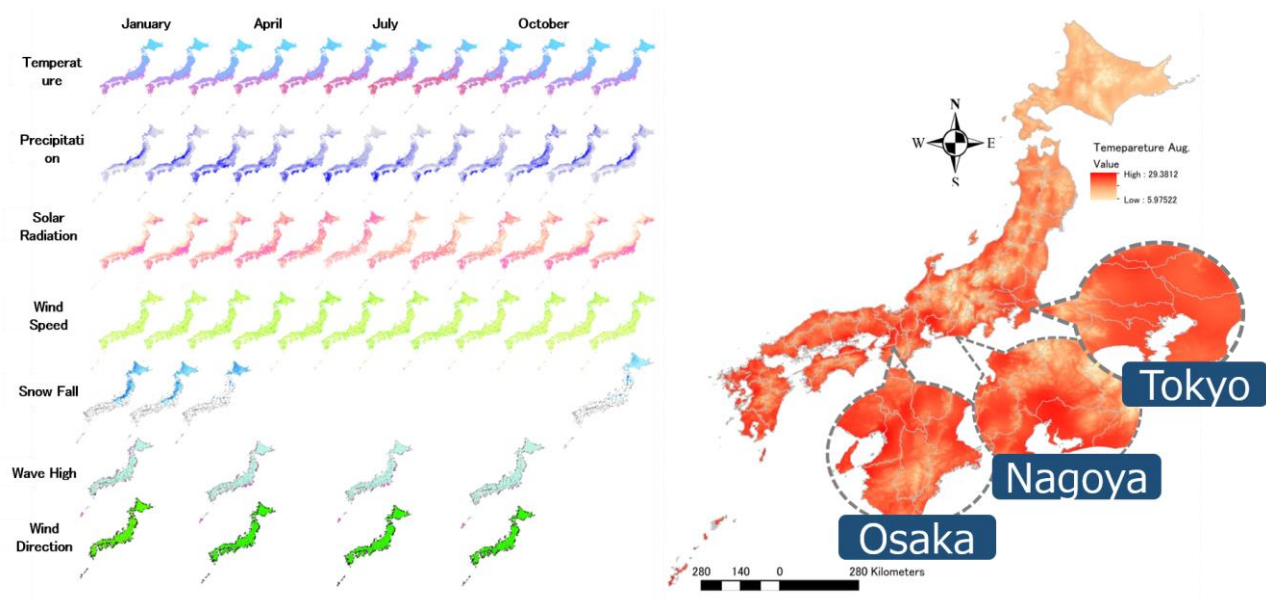 January
April
July
October
Temperat
ure
Precipitati
on
Solar
Radiation
Wind
Speed
Snow Fall
Wave High
Wind
Direction
N
W
E
S
Temepareture Aug.
Value
High : 29.3812
Low : 5.97522
Tokyo
Nagoya
Osaka
280 140 0 280 Kilometers